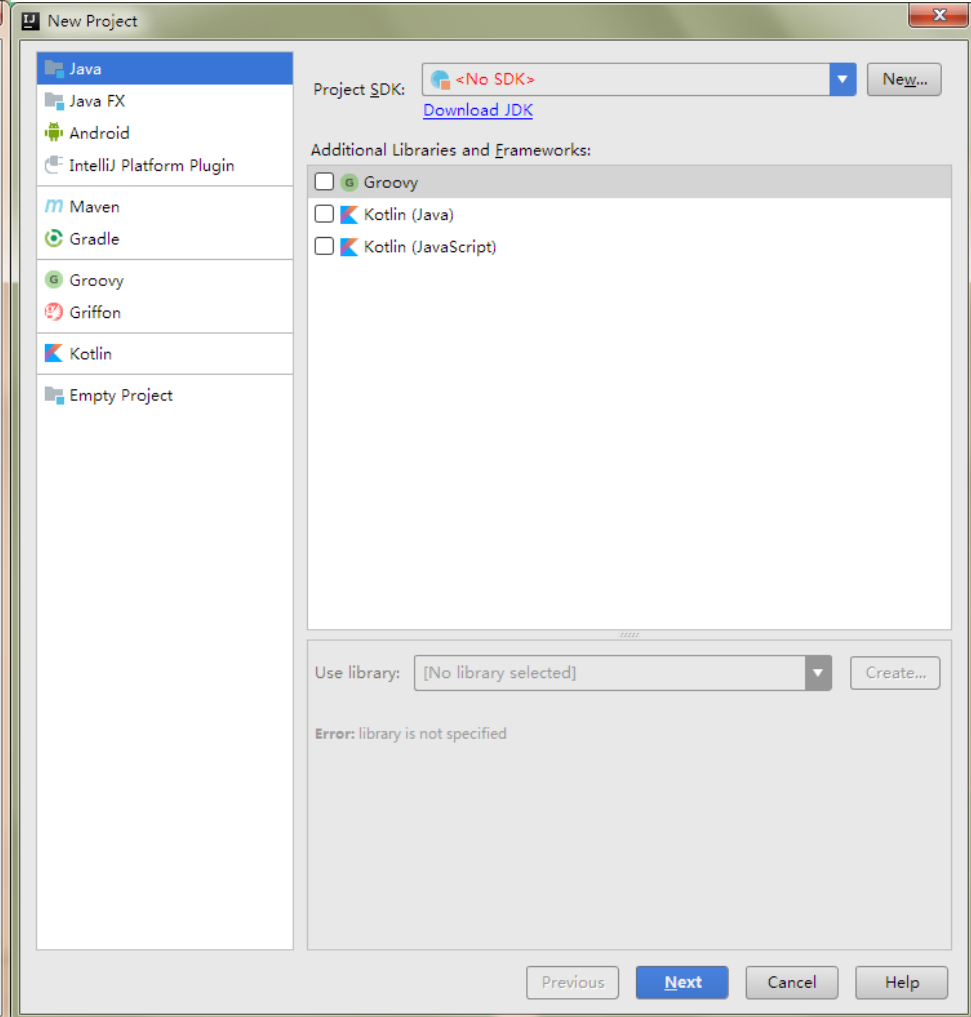 New Project
Java
Java FX
Android
IntelliJ Platform Plugin
Maven
Gradle
Groovy
Griffon
Kotlin
Empty Project
Project SDK: <No SDK> New...
Download JDK
Additional Libraries and Frameworks:
Groovy
Kotlin (Java)
Kotlin (JavaScript)
Use library: [No library selected] Create...
Error: library is not specified
Previous Next Cancel Help